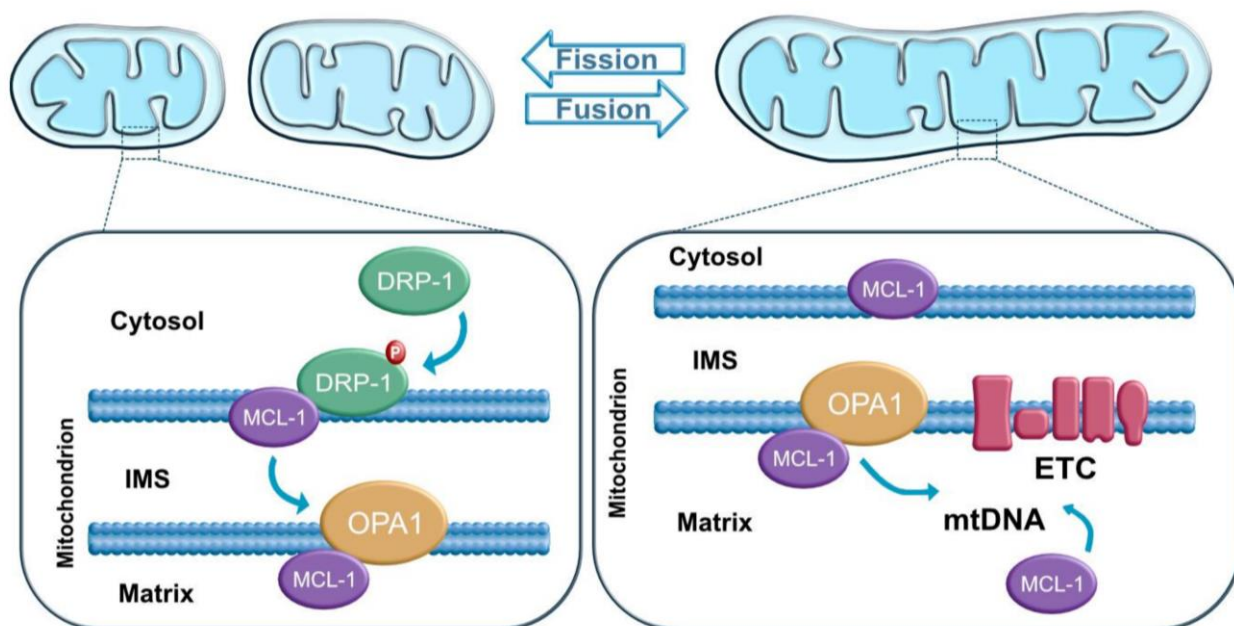 Fission
Fusion
DRP-1
Cytosol
P
DRP-1
MCL-1
IMS
OPA1
MCL-1
Matrix
Mitochondrion
Cytosol
MCL-1
IMS
OPA1
MCL-1
ETC
mtDNA
Matrix
MCL-1
Mitochondrion